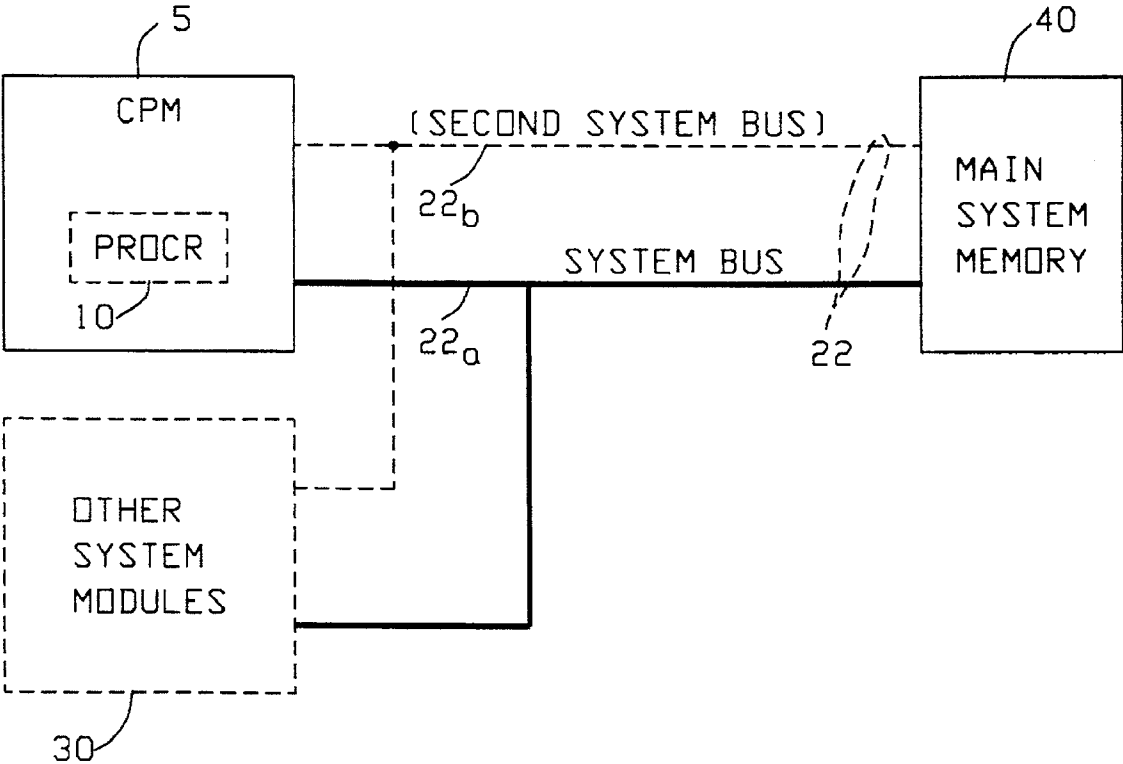 5
40
CPM
(SECOND SYSTEM BUS)
22b
MAIN
SYSTEM
MEMORY
PROCR
10
SYSTEM BUS
22a
22
OTHER
SYSTEM
MODULES
30